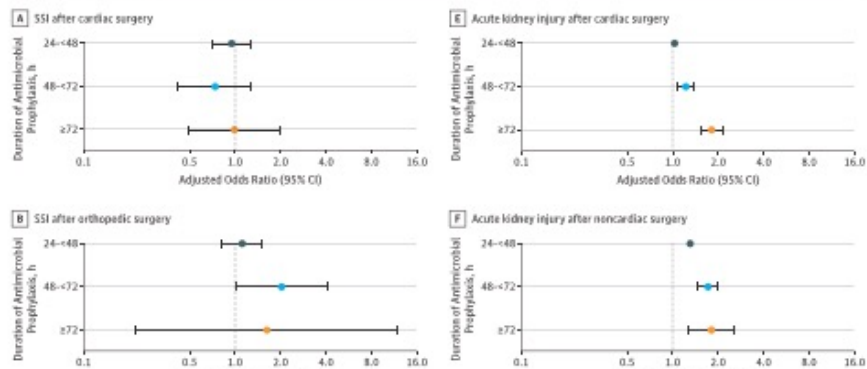 A SSI after cardiac surgery
Duration of Antimicrobial
Prophylaxis, h
24-<48
48-<72
≥72
0.1 0.5 1.0 2.0 4.0 8.0 16.0
Adjusted Odds Ratio (95% CI)
E Acute kidney injury after cardiac surgery
Duration of Antimicrobial
Prophylaxis, h
24-<48
48-<72
≥72
0.1 0.5 1.0 2.0 4.0 8.0 16.0
Adjusted Odds Ratio (95% CI)
B SSI after orthopedic surgery
Duration of Antimicrobial
Prophylaxis, h
24-<48
48-<72
≥72
0.1 0.5 1.0 2.0 4.0 8.0 16.0
F Acute kidney injury after noncardiac surgery
Duration of Antimicrobial
Prophylaxis, h
24-<48
48-<72
≥72
0.1 0.5 1.0 2.0 4.0 8.0 16.0